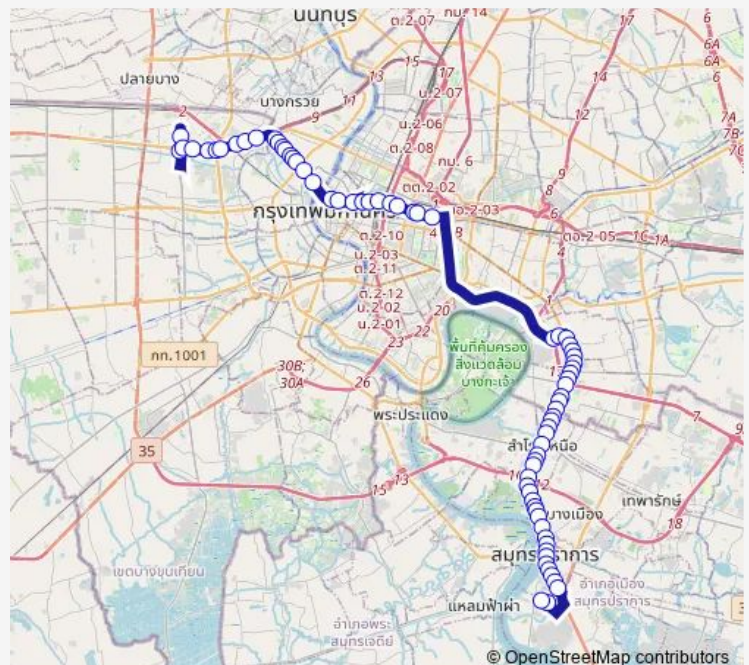 นนทบุรี
ต.2-07
กม. 14
17
6
6A
6A
ปลายบาง
13
15
17
12
14
น.2-07
7A
7B
2
บางกรวย
11
9
น.2-06
ต.2-08
กม. 6
9
ตต.2-02
8
กรุงเทพมหานคร
1
ดอ.2-03
6
4
B
ตอ.2-05
1C
1A
ต.2-10
น.2-03
ต.2-11
4
ต.2-12
น.2-02
น.2-01
20
1
22
23
กท.1001
พื้นที่คุ้มครอง
สิ่งแวดล้อม
บางกะเจ้า
30B;
30A
26
พระประแดง
7
35
สำโรงเหนือ
15
13
10
12
เทพารักษ์
บางเมือง
18
สมุทรปราการ
เขตบางขุนเทียน
อำเภอเมือง
สมุทรปราการ
แหลมฟ้าผ่า
อำเภอพระ
สมุทรเจดีย์
3
© OpenStreetMap contributors